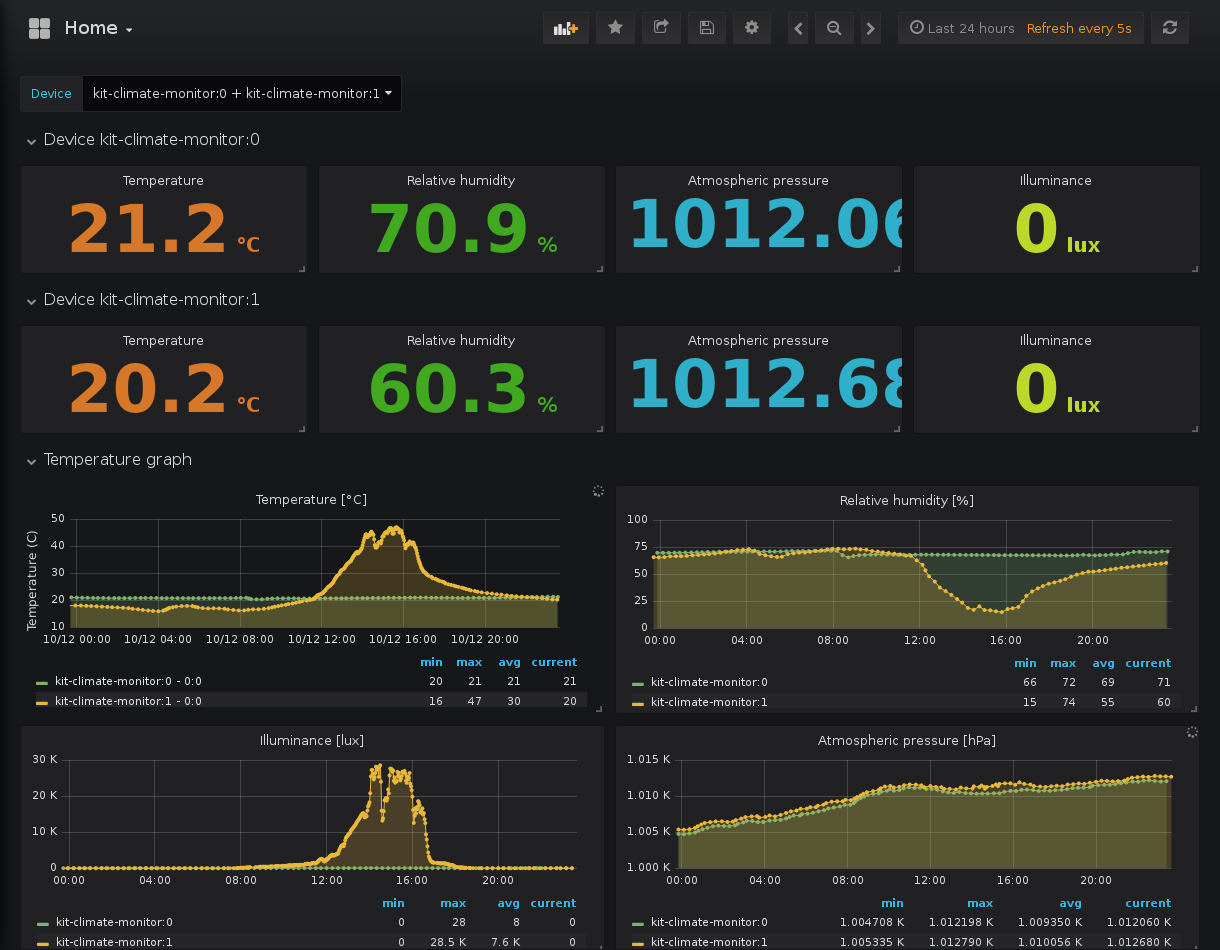 Home
Last 24 hours Refresh every 5s
Device kit-climate-monitor:0 + kit-climate-monitor:1
Device kit-climate-monitor:0
Temperature Relative humidity Atmospheric pressure Illuminance
21.2 °C 70.9 % 1012.06 0 lux
Device kit-climate-monitor:1
Temperature Relative humidity Atmospheric pressure Illuminance
20.2 °C 60.3 % 1012.68 0 lux
Temperature graph
Temperature [°C]
Temperature (C)
50
40
30
20
10
10/12 00:00 10/12 04:00 10/12 08:00 10/12 12:00 10/12 16:00 10/12 20:00
min max avg current
kit-climate-monitor:0 - 0:0 20 21 21 21
kit-climate-monitor:1 - 0:0 16 47 30 20
Relative humidity [%]
100
75
50
25
0
00:00 04:00 08:00 12:00 16:00 20:00
min max avg current
kit-climate-monitor:0 66 72 69 71
kit-climate-monitor:1 15 74 55 60
Illuminance [lux]
30 K
20 K
10 K
0
00:00 04:00 08:00 12:00 16:00 20:00
min max avg current
kit-climate-monitor:0 0 28 8 0
kit-climate-monitor:1 0 28.5 K 7.6 K 0
Atmospheric pressure [hPa]
1.015 K
1.010 K
1.005 K
1.000 K
00:00 04:00 08:00 12:00 16:00 20:00
min max avg current
kit-climate-monitor:0 1.004708 K 1.012198 K 1.009350 K 1.012060 K
kit-climate-monitor:1 1.005335 K 1.012790 K 1.010056 K 1.012680 K